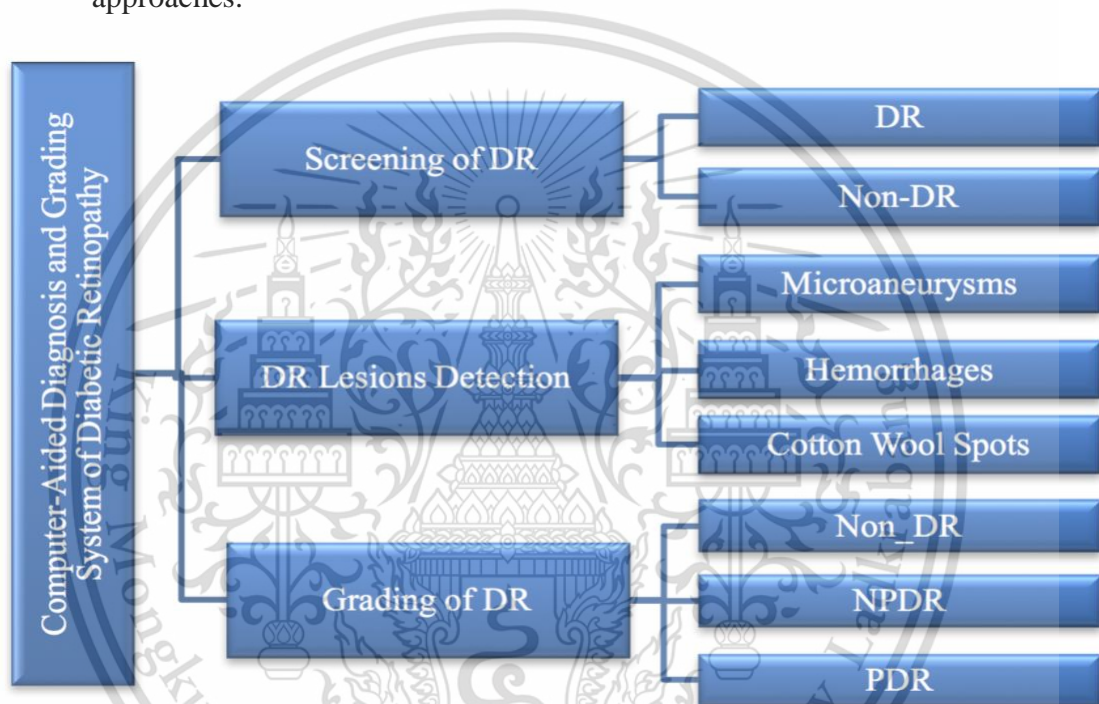 approaches.
Computer-Aided Diagnosis and Grading
System of Diabetic Retinopathy
Screening of DR
DR
Non-DR
DR Lesions Detection
Microaneurysms
Hemorrhages
Cotton Wool Spots
Grading of DR
Non_DR
NPDR
PDR